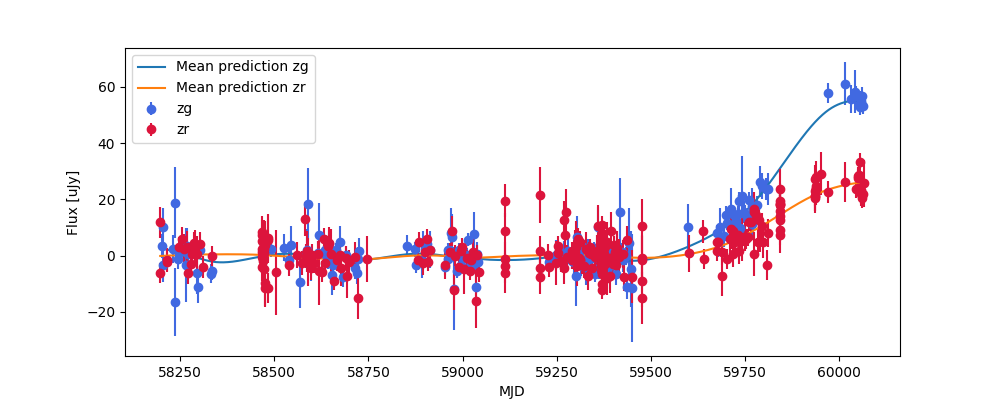 Mean prediction zg
Mean prediction zr
zg
zr
Flux [uJy]
60
40
20
0
−20
58250
58500
58750
59000
59250
59500
59750
60000
MJD